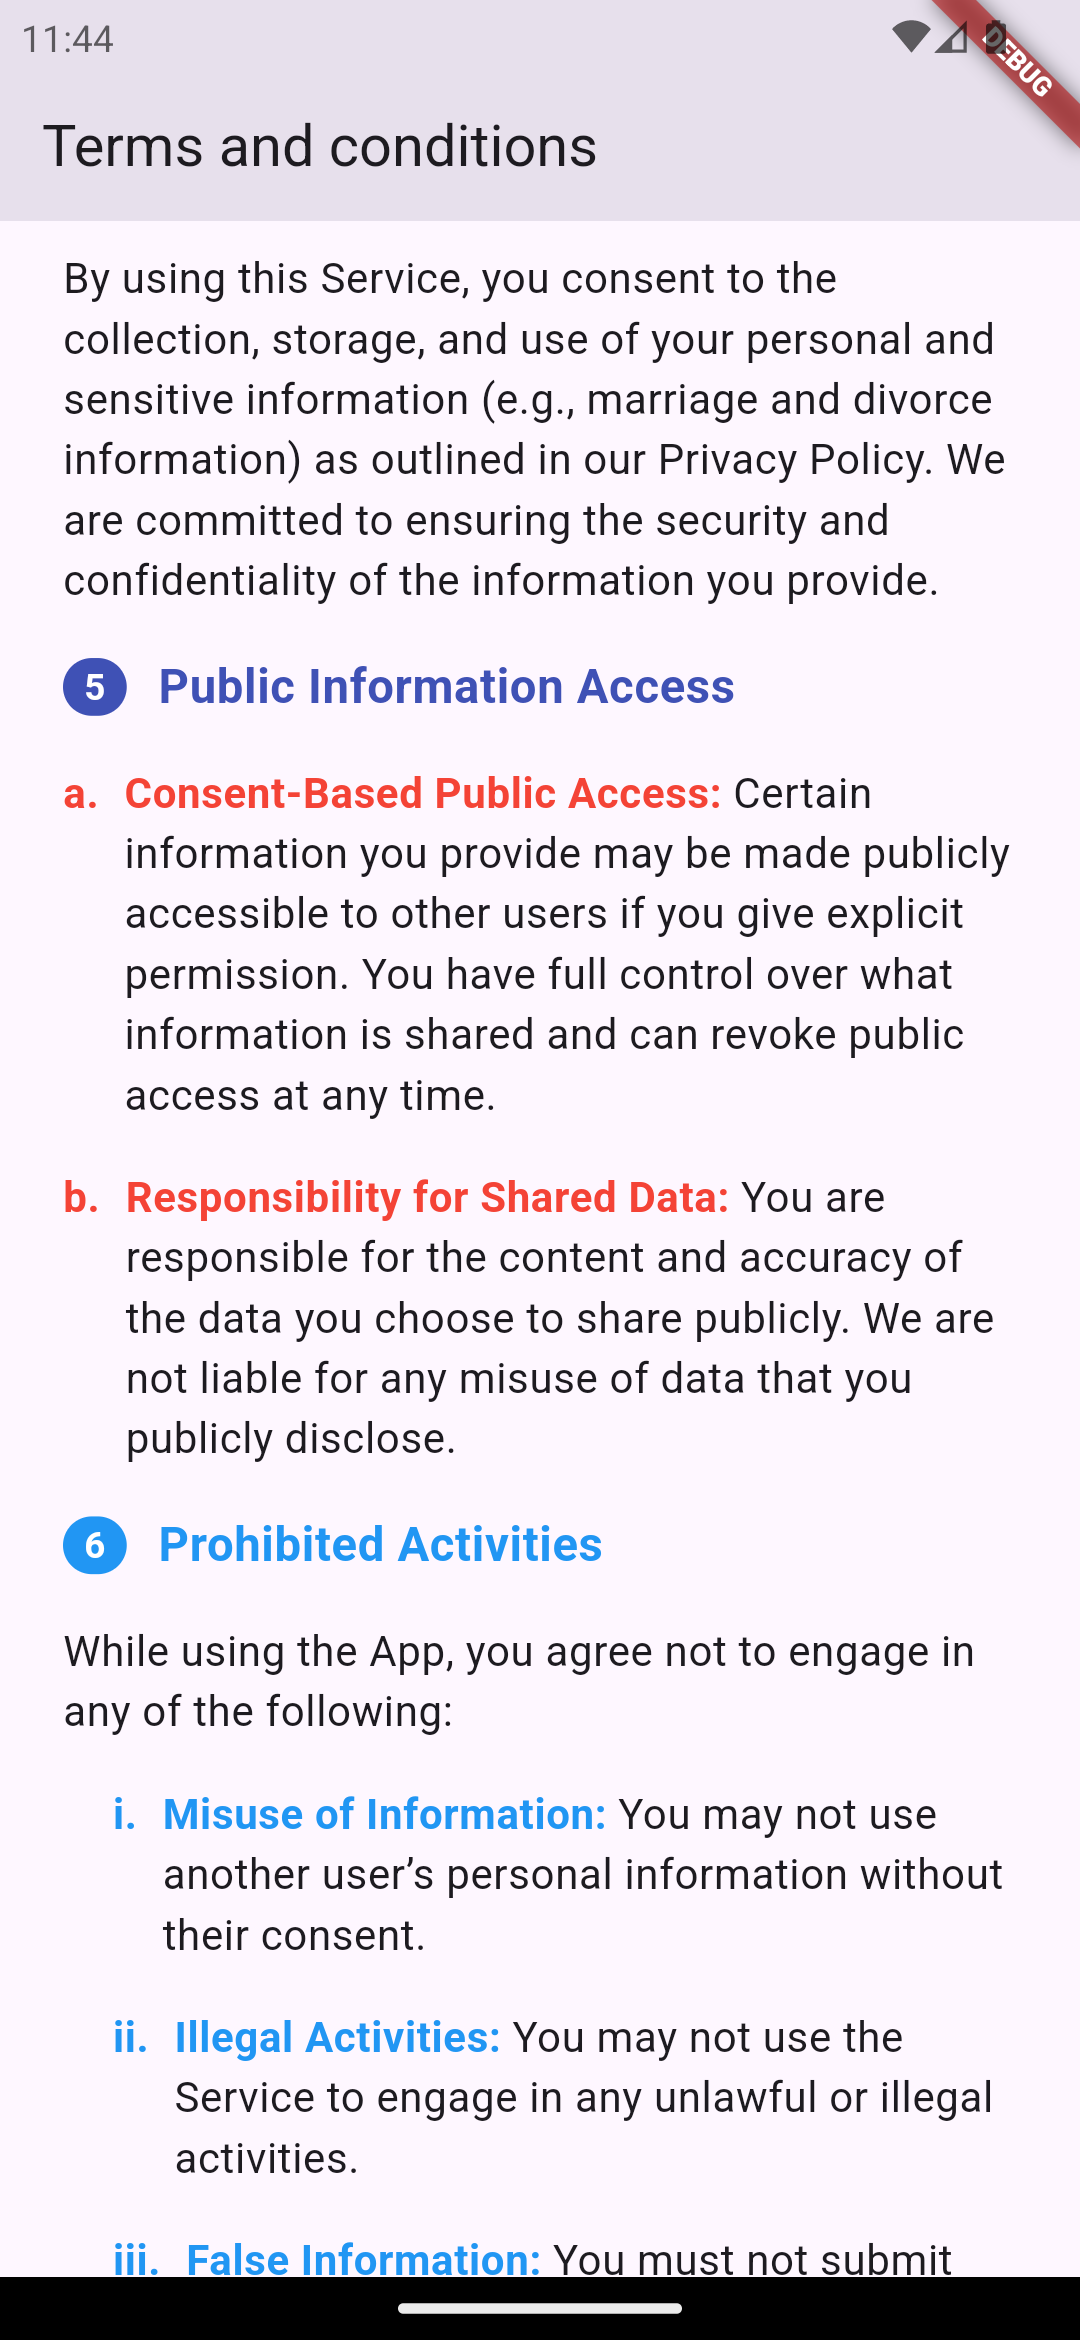 11:44
DEBUG
Terms and conditions
By using this Service, you consent to the
collection, storage, and use of your personal and
sensitive information (e.g., marriage and divorce
information) as outlined in our Privacy Policy. We
are committed to ensuring the security and
confidentiality of the information you provide.
5 Public Information Access
a. Consent-Based Public Access: Certain
information you provide may be made publicly
accessible to other users if you give explicit
permission. You have full control over what
information is shared and can revoke public
access at any time.
b. Responsibility for Shared Data: You are
responsible for the content and accuracy of
the data you choose to share publicly. We are
not liable for any misuse of data that you
publicly disclose.
6 Prohibited Activities
While using the App, you agree not to engage in
any of the following:
i. Misuse of Information: You may not use
another user’s personal information without
their consent.
ii. Illegal Activities: You may not use the
Service to engage in any unlawful or illegal
activities.
iii. False Information: You must not submit